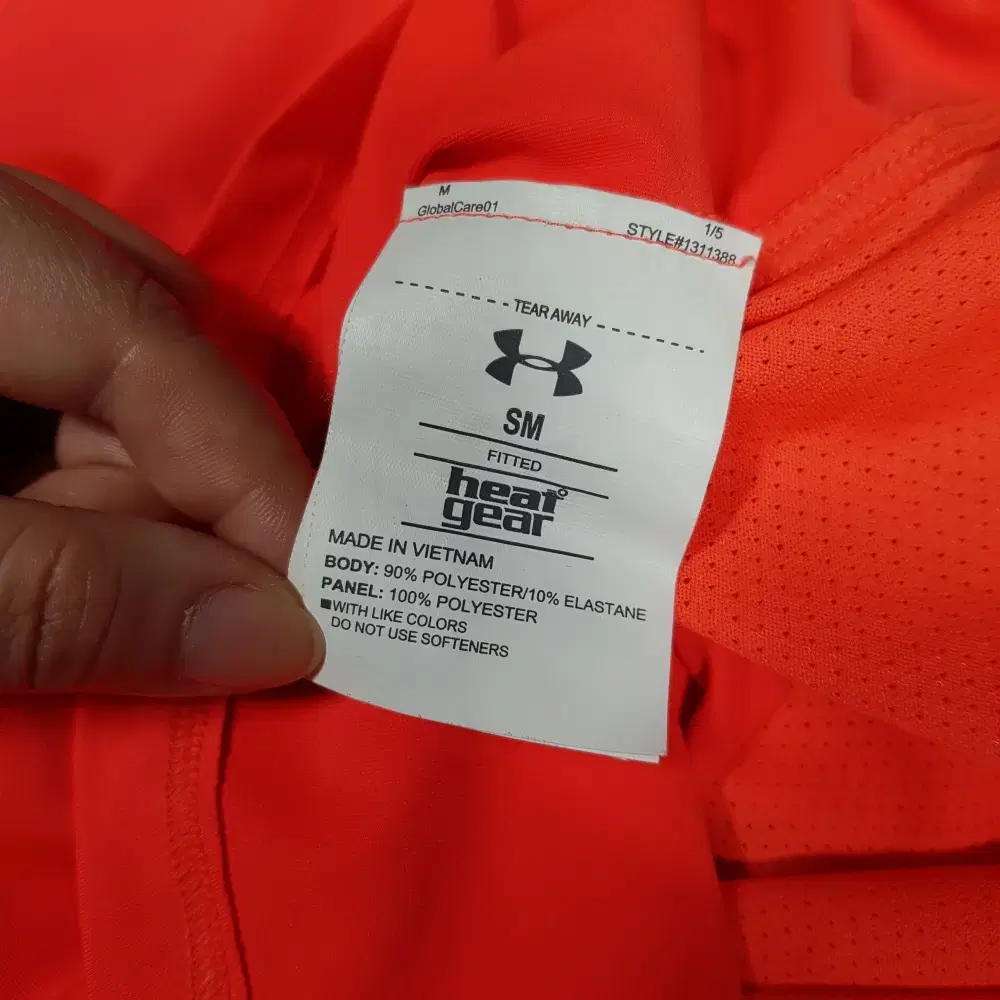 M
GlobalCare01
1/5
STYLE#1311388
TEAR AWAY
SM
FITTED
heat
gear
MADE IN VIETNAM
BODY: 90% POLYESTER/10% ELASTANE
PANEL: 100% POLYESTER
■WITH LIKE COLORS
DO NOT USE SOFTENERS